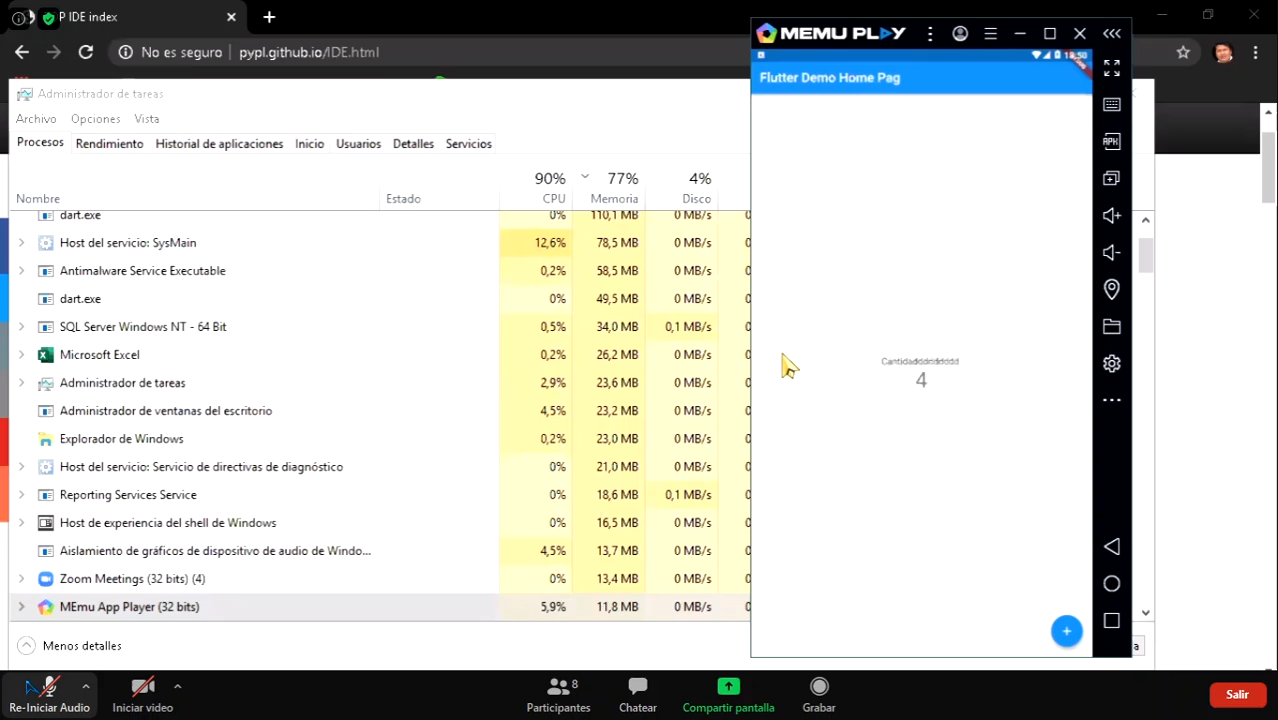 P IDE index
No es seguro pypl.github.io/IDE.html
MEMU PLAY
Administrador de tareas
Archivo Opciones Vista
Procesos Rendimiento Historial de aplicaciones Inicio Usuarios Detalles Servicios
90% 77% 4%
Nombre Estado CPU Memoria Disco
dart.exe 0% 110,1 MB 0 MB/s
Host del servicio: SysMain 12,6% 78,5 MB 0 MB/s
Antimalware Service Executable 0,2% 58,5 MB 0 MB/s
dart.exe 0% 49,5 MB 0 MB/s
SQL Server Windows NT - 64 Bit 0,5% 34,0 MB 0,1 MB/s
Microsoft Excel 0,2% 26,2 MB 0 MB/s
Administrador de tareas 2,9% 23,6 MB 0 MB/s
Administrador de ventanas del escritorio 4,5% 23,2 MB 0 MB/s
Explorador de Windows 0,2% 23,0 MB 0 MB/s
Host del servicio: Servicio de directivas de diagnóstico 0% 21,0 MB 0 MB/s
Reporting Services Service 0% 18,6 MB 0,1 MB/s
Host de experiencia del shell de Windows 0% 16,5 MB 0 MB/s
Aislamiento de gráficos de dispositivo de audio de Windo... 4,5% 13,7 MB 0 MB/s
Zoom Meetings (32 bits) (4) 0% 13,4 MB 0 MB/s
MEmu App Player (32 bits) 5,9% 11,8 MB 0 MB/s
Menos detalles
Flutter Demo Home Pag
4
+
APK
Re-Iniciar Audio Iniciar video Participantes 8 Chatear Compartir pantalla Grabar Salir